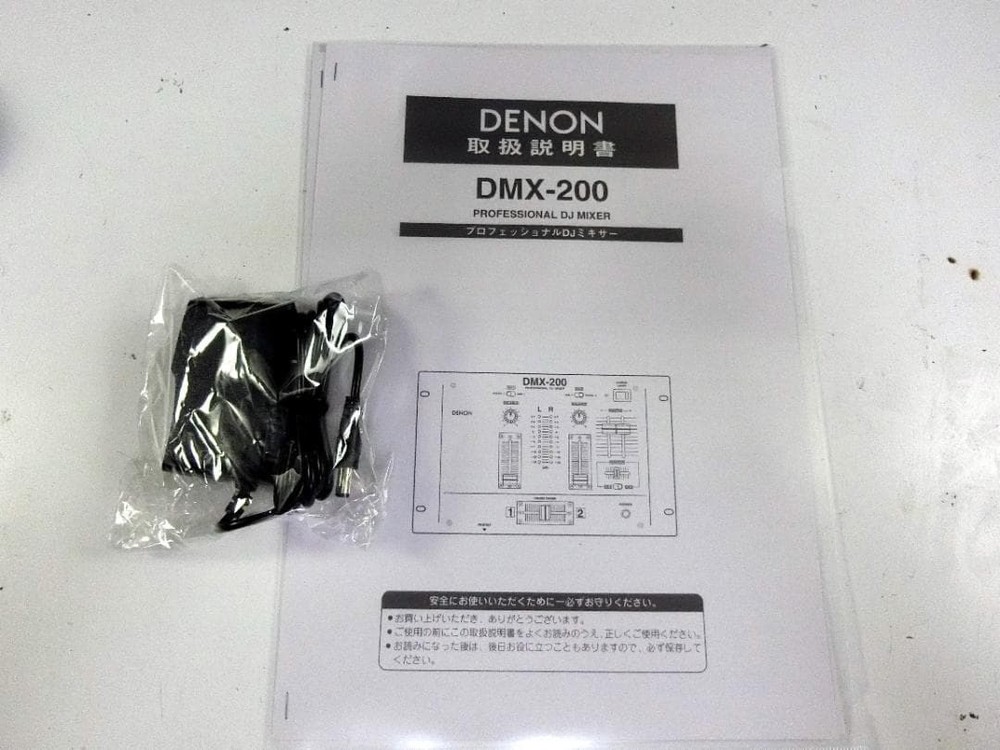 DENON
取扱説明書
DMX-200
PROFESSIONAL DJ MIXER
プロフェッショナルDJミキサー
DMX-200
PROFESSIONAL DJ MIXER
DENON
L R
1 2
安全にお使いいただくために―必ずお守りください。
●お買い上げいただき、ありがとうございます。
●ご使用の前にこの取扱説明書をよくお読みのうえ、正しくご使用ください。
●お読みになった後は、後日お役に立つこともありますので、必ず保存して
ください。